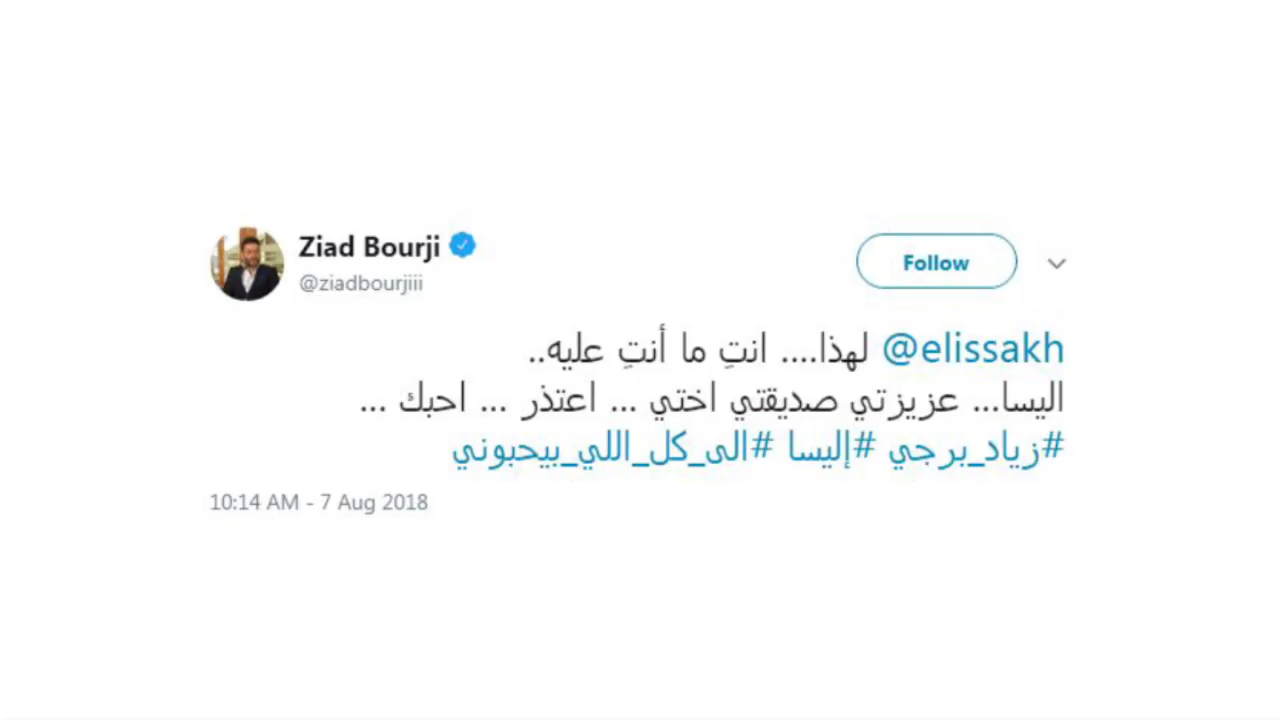 Ziad Bourji
@ziadbourjiii
Follow
@elissakh لهذا.... انتِ ما أنتِ عليه..
اليسا... عزيزتي صديقتي اختي ... اعتذر ... احبك ...
#زياد_برجي #إليسا #الى_كل_اللي_بيحبوني
10:14 AM - 7 Aug 2018